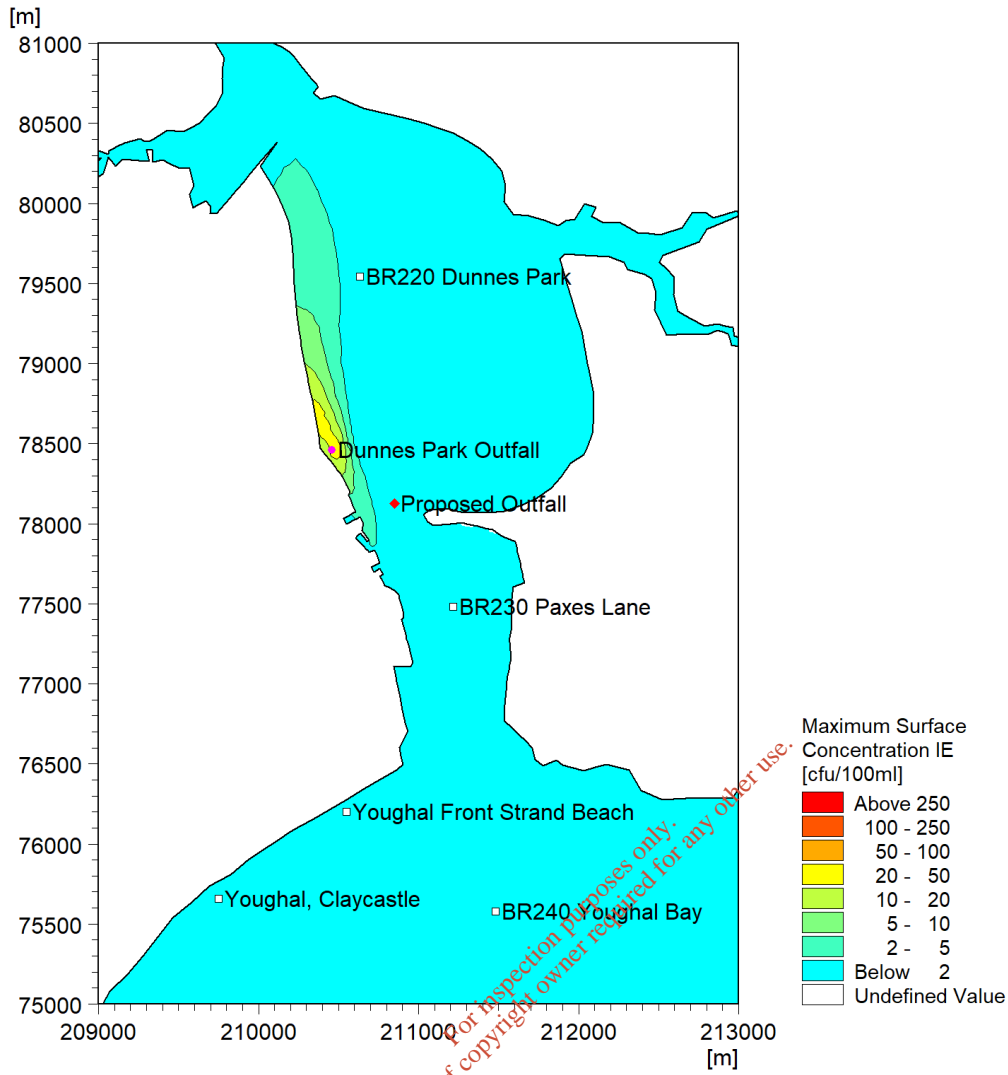 [m]
81000
80500
80000
79500
79000
78500
78000
77500
77000
76500
76000
75500
75000
209000
210000
211000
212000
213000
[m]
BR220 Dunnes Park
Dunnes Park Outfall
Proposed Outfall
BR230 Paxes Lane
Youghal Front Strand Beach
Youghal, Claycastle
BR240 Youghal Bay
Maximum Surface
Concentration IE
[cfu/100ml]
Above 250
100 - 250
50 - 100
20 - 50
10 - 20
5 - 10
2 - 5
Below 2
Undefined Value
For inspection purposes only.
f copyright owner required for any other use.